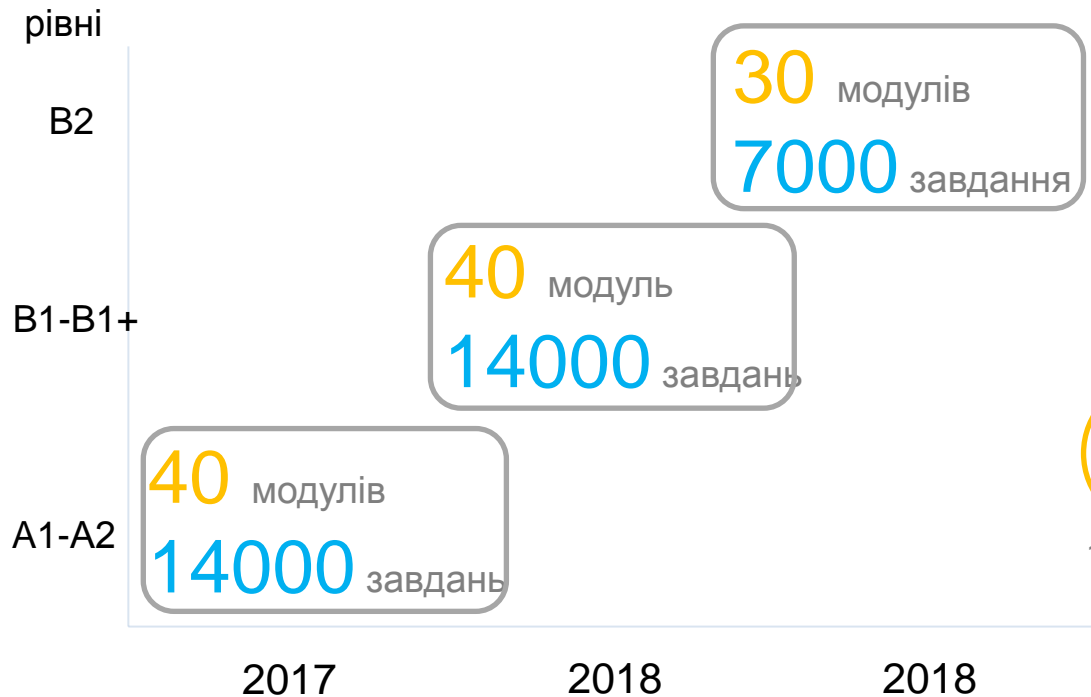 рівні
B2
30 модулів
7000 завдання
B1-B1+
40 модуль
14000 завдань
A1-A2
40 модулів
14000 завдань
2017
2018
2018